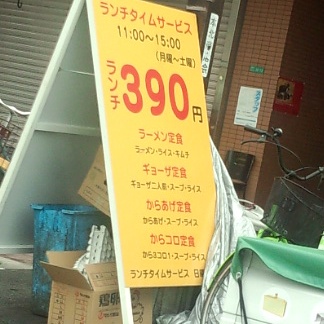 ランチタイムサービス
11:00～15:00
(月曜～土曜)
ランチ390円
ラーメン定食
ラーメン・ライス・キムチ
ギョーザ定食
ギョーザ二人前・スープ・ライス
からあげ定食
からあげ・スープ・ライス
からコロ定食
から3コロ1・スープ・ライス
ランチタイムサービス 日曜